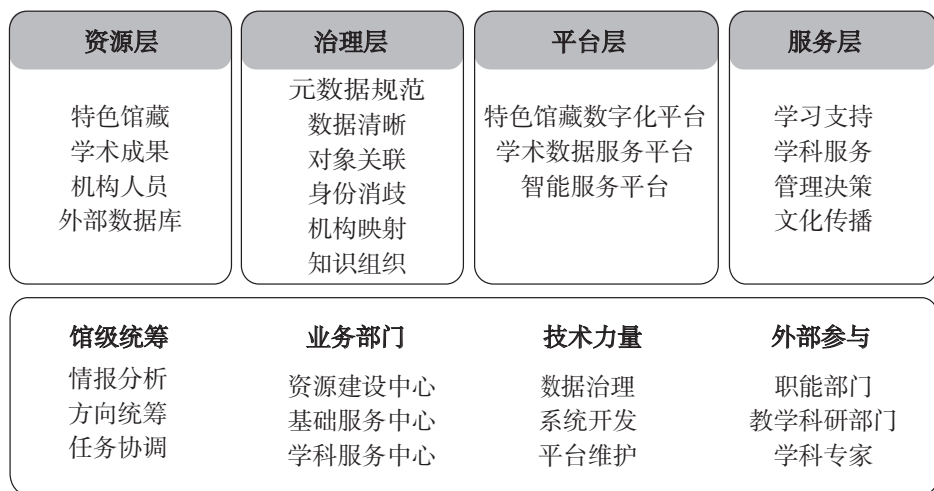 资源层
特色馆藏
学术成果
机构人员
外部数据库
治理层
元数据规范
数据清晰
对象关联
身份消歧
机构映射
知识组织
平台层
特色馆藏数字化平台
学术数据服务平台
智能服务平台
服务层
学习支持
学科服务
管理决策
文化传播
馆级统筹
情报分析
方向统筹
任务协调
业务部门
资源建设中心
基础服务中心
学科服务中心
技术力量
数据治理
系统开发
平台维护
外部参与
职能部门
教学科研部门
学科专家